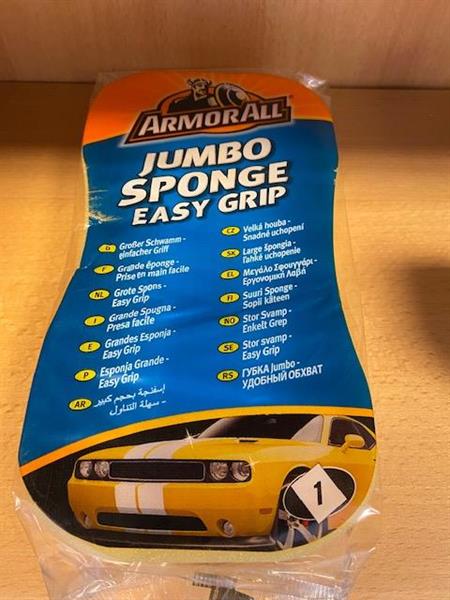 ARMORALL
JUMBO
SPONGE
EASY GRIP
G Großer Schwamm -
einfacher Griff
F Grande éponge -
Prise en main facile
NL Grote Spons -
Easy Grip
I Grande Spugna -
Presa facile
E Grandes Esponja -
Easy Grip
P Esponja Grande -
Easy Grip
AR إسفنجة بحجم كبير
- سهلة التناول
CZ Velká houba -
Snadné uchopení
SK Large špongia -
ľahké uchopenie
EL Μεγάλο Σφουγγάρι -
Εργονομική Λαβή
FI Suuri Sponge -
Sopii käteen
NO Stor Svamp -
Enkelt Grep
SE Stor svamp -
Easy Grip
RS ГУБКА Jumbo -
УДОБНЫЙ ОБХВАТ
1